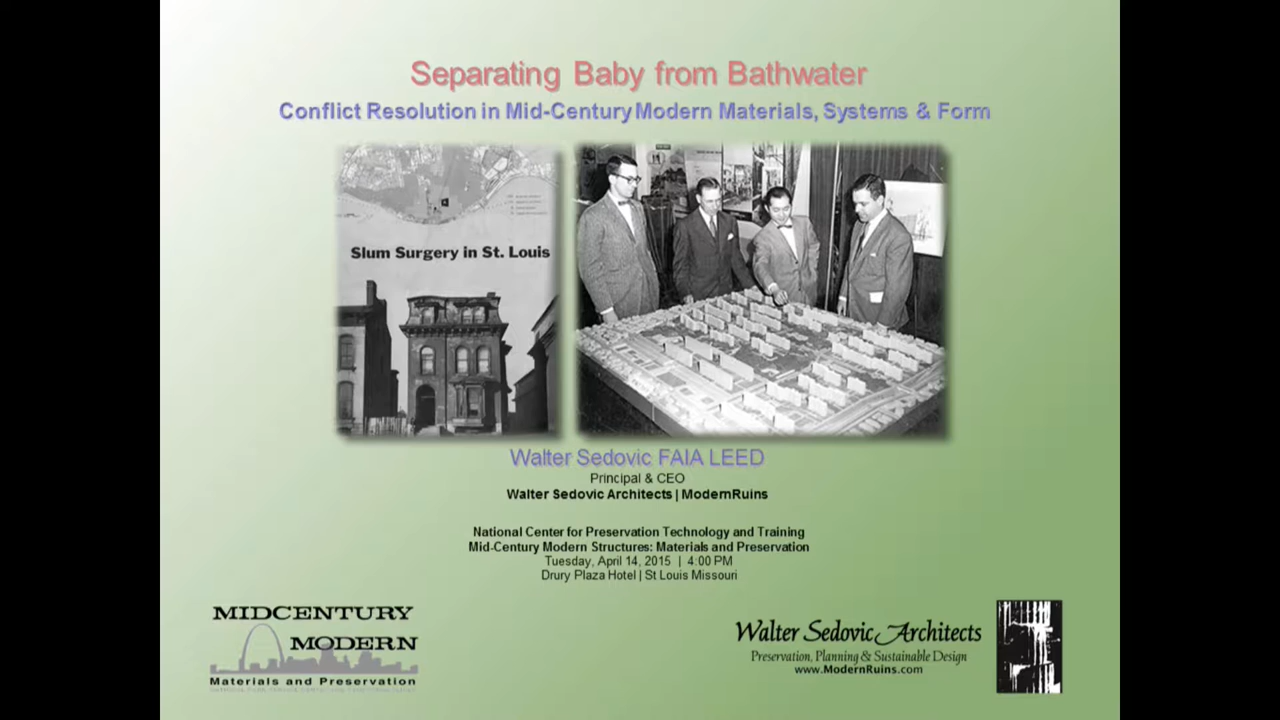 Separating Baby from Bathwater
Conflict Resolution in Mid-Century Modern Materials, Systems & Form
Slum Surgery in St. Louis
Walter Sedovic FAIA LEED
Principal & CEO
Walter Sedovic Architects | ModernRuins
National Center for Preservation Technology and Training
Mid-Century Modern Structures: Materials and Preservation
Tuesday, April 14, 2015 | 4:00 PM
Drury Plaza Hotel | St Louis Missouri
MIDCENTURY
MODERN
Materials and Preservation
Walter Sedovic Architects
Preservation, Planning & Sustainable Design
www.ModernRuins.com